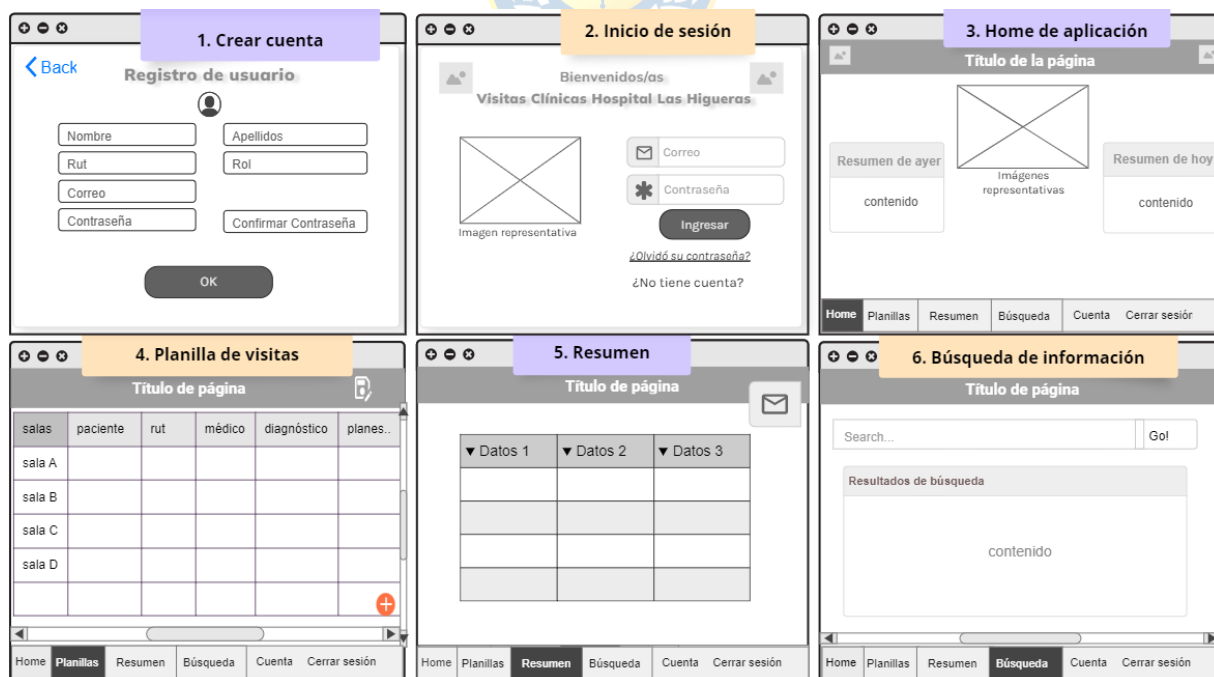 1. Crear cuenta
Back
Registro de usuario
Nombre
Apellidos
Rut
Rol
Correo
Contraseña
Confirmar Contraseña
OK
2. Inicio de sesión
Bienvenidos/as
Visitas Clínicas Hospital Las Higueras
Correo
Contraseña
Imagen representativa
Ingresar
¿Olvidó su contraseña?
¿No tiene cuenta?
3. Home de aplicación
Título de la página
Resumen de ayer
contenido
Imágenes
representativas
Resumen de hoy
contenido
Home Planillas Resumen Búsqueda Cuenta Cerrar sesión
4. Planilla de visitas
Título de página
salas paciente rut médico diagnóstico planes..
sala A
sala B
sala C
sala D
Home Planillas Resumen Búsqueda Cuenta Cerrar sesión
5. Resumen
Título de página
▼ Datos 1 ▼ Datos 2 ▼ Datos 3
Home Planillas Resumen Búsqueda Cuenta Cerrar sesión
6. Búsqueda de información
Título de página
Search... Go!
Resultados de búsqueda
contenido
Home Planillas Resumen Búsqueda Cuenta Cerrar sesión